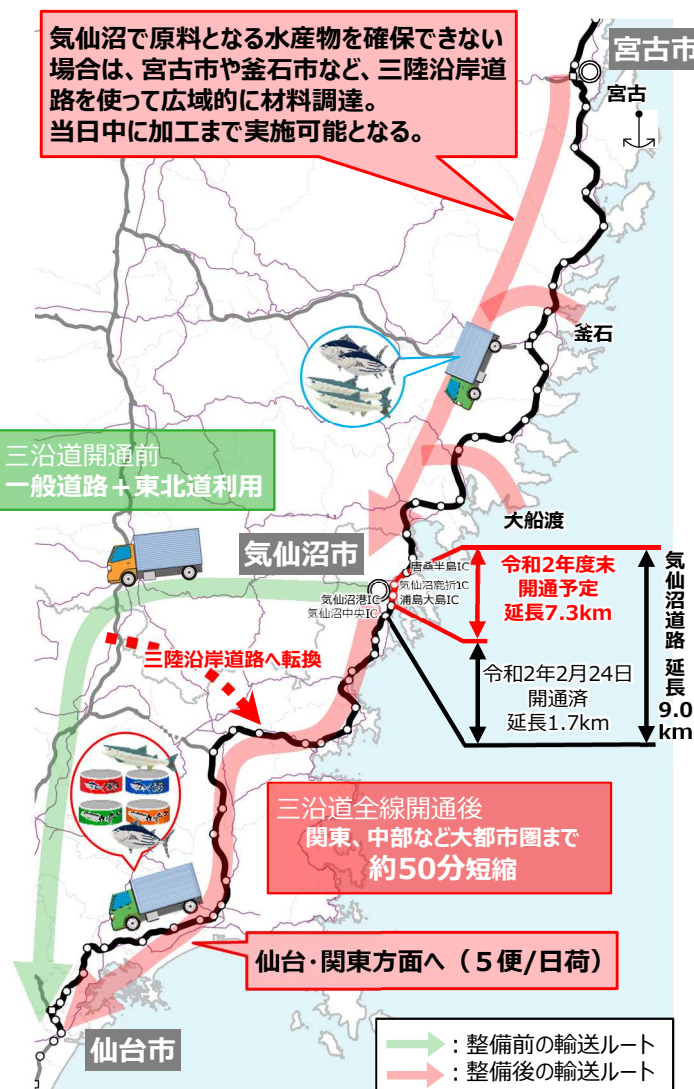 気仙沼で原料となる水産物を確保できない
場合は、宮古市や釜石市など、三陸沿岸道
路を使って広域的に材料調達。
当日中に加工まで実施可能となる。
宮古市
宮古
釜石
三沿道開通前
一般道路＋東北道利用
大船渡
気仙沼市
唐桑半島IC
気仙沼鹿折IC
気仙沼港IC
浦島大島IC
気仙沼中央IC
令和2年度末
開通予定
延長7.3km
気仙沼道路 延長9.0km
三陸沿岸道路へ転換
令和2年2月24日
開通済
延長1.7km
三沿道全線開通後
関東、中部など大都市圏まで
約50分短縮
仙台・関東方面へ（５便/日荷）
仙台市
：整備前の輸送ルート
：整備後の輸送ルート